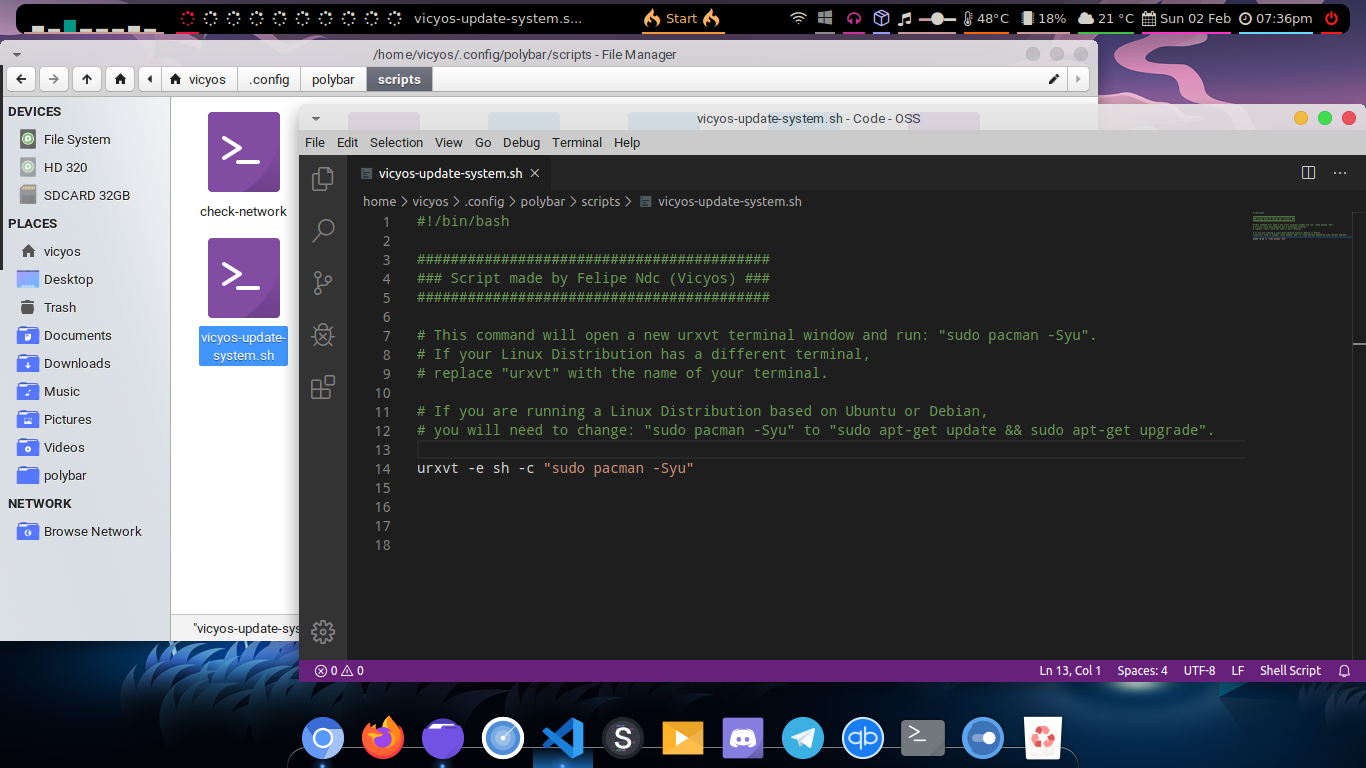 vicyos-update-system.s...
Start
48°C
18%
21 °C
Sun 02 Feb
07:36pm
/home/vicyos/.config/polybar/scripts - File Manager
vicyos
.config
polybar
scripts
DEVICES
File System
HD 320
SDCARD 32GB
PLACES
vicyos
Desktop
Trash
Documents
Downloads
Music
Pictures
Videos
polybar
NETWORK
Browse Network
check-network
vicyos-update-
system.sh
"vicyos-update-sys
vicyos-update-system.sh - Code - OSS
File Edit Selection View Go Debug Terminal Help
vicyos-update-system.sh
home > vicyos > .config > polybar > scripts > vicyos-update-system.sh
1 #!/bin/bash
2
3 ##########################################
4 ### Script made by Felipe Ndc (Vicyos) ###
5 ##########################################
6
7 # This command will open a new urxvt terminal window and run: "sudo pacman -Syu".
8 # If your Linux Distribution has a different terminal,
9 # replace "urxvt" with the name of your terminal.
10
11 # If you are running a Linux Distribution based on Ubuntu or Debian,
12 # you will need to change: "sudo pacman -Syu" to "sudo apt-get update && sudo apt-get upgrade".
13
14 urxvt -e sh -c "sudo pacman -Syu"
15
16
17
18
0 0
Ln 13, Col 1
Spaces: 4
UTF-8
LF
Shell Script
S
qb